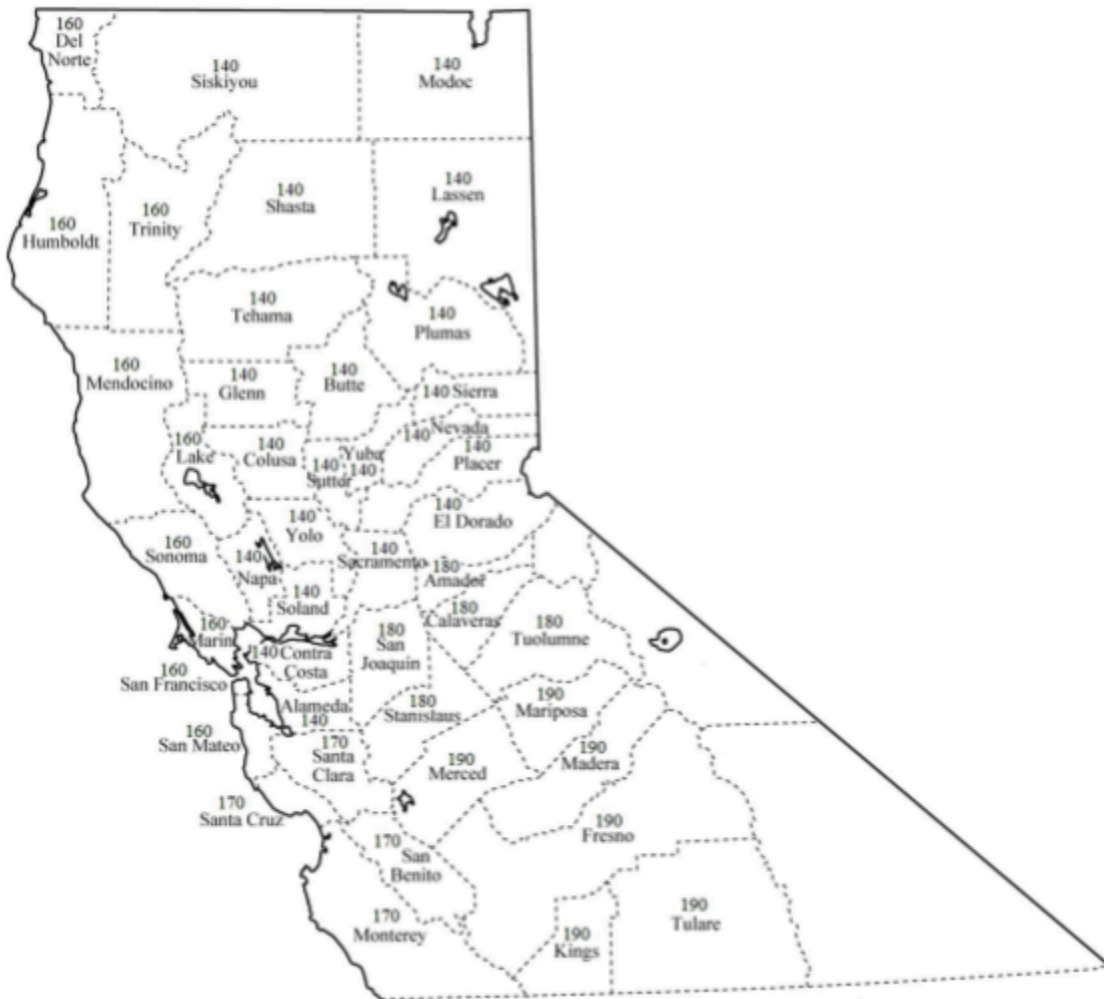 160
Del
Norte
140
Siskiyou
140
Modoc
160
Humboldt
160
Trinity
140
Shasta
140
Lassen
140
Tehama
140
Plumas
160
Mendocino
140
Glenn
140
Butte
140 Sierra
160
Lake
140
Colusa
140
Sutter
Yuba
140
Nevada
140
140
Placer
160
Sonoma
140
Napa
140
Yolo
140
Sacramento
140
El Dorado
140
Soland
180
Amador
180
Calaveras
180
Tuolumne
160
Marin
140 Contra
Costa
180
San
Joaquin
160
San Francisco
Alameda
140
180
Stanislaus
190
Mariposa
160
San Mateo
170
Santa
Clara
190
Merced
190
Madera
170
Santa Cruz
170 San
Benito
190
Fresno
170
Monterey
190
Kings
190
Tulare